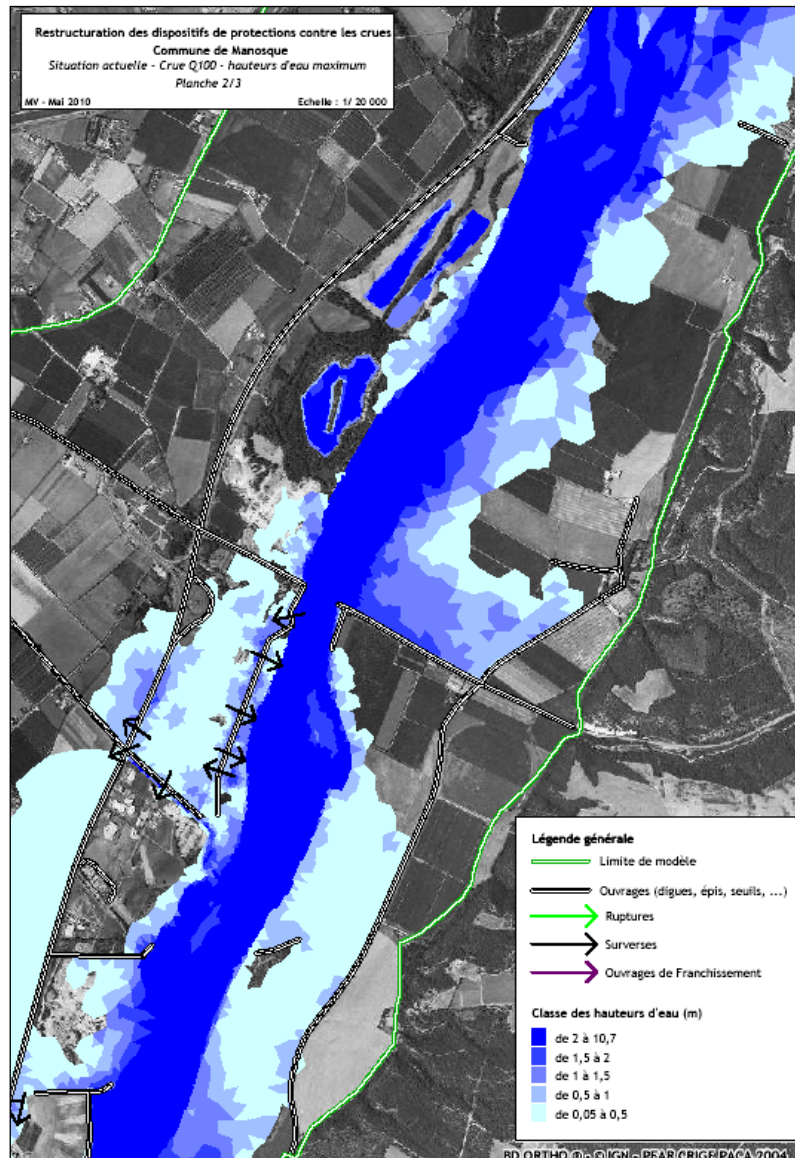 Restructuration des dispositifs de protections contre les crues
Commune de Manosque
Situation actuelle - Crue Q100 - hauteurs d'eau maximum
Planche 2/3
MV - Mai 2010 Echelle : 1/ 20 000
Légende générale
Limite de modèle
Ouvrages (digues, épis, seuils, ...)
Ruptures
Surverses
Ouvrages de Franchissement
Classe des hauteurs d'eau (m)
de 2 à 10,7
de 1,5 à 2
de 1 à 1,5
de 0,5 à 1
de 0,05 à 0,5
BD ORTHO ® - © IGN - PFAR CRIGE PACA 2004